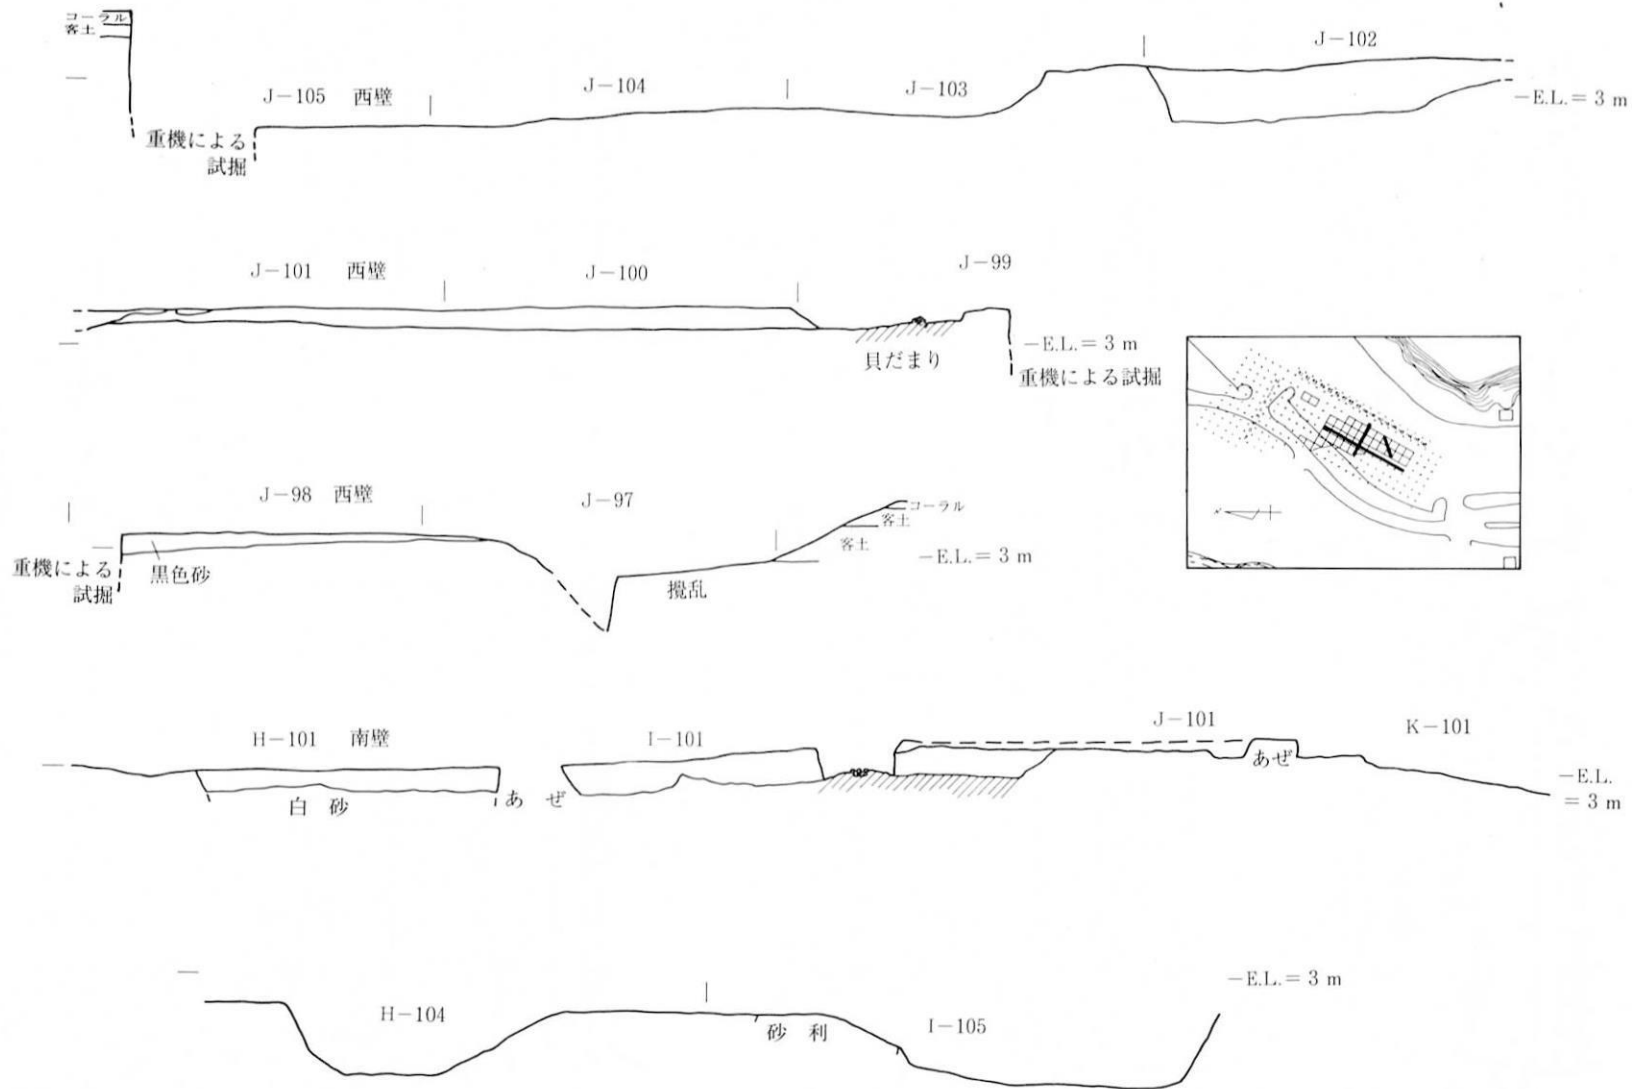 コーラル
客土
J-102
J-104
J-103
J-105 西壁
-E.L.= 3 m
重機による
試掘
J-99
J-101 西壁
J-100
-E.L.= 3 m
貝だまり
重機による試掘
J-98 西壁
J-97
コーラル
客土
客土
-E.L.= 3 m
重機による
試掘
黒色砂
攪乱
J-101
K-101
H-101 南壁
I-101
あぜ
-E.L.
= 3 m
白 砂
あ ぜ
-E.L.= 3 m
H-104
I-105
砂 利